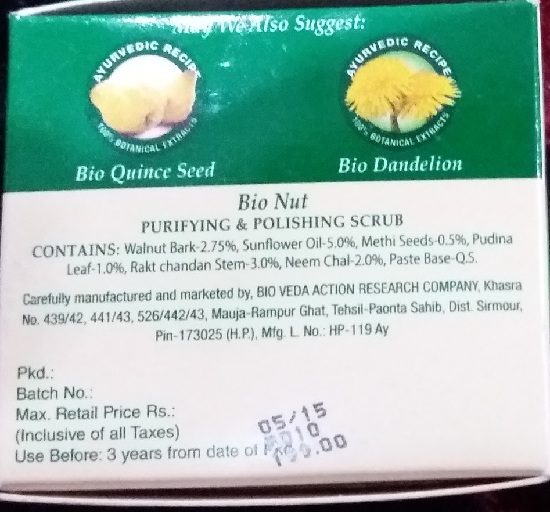 May We Also Suggest:
AYURVEDIC RECIPE
100% BOTANICAL EXTRACTS
Bio Quince Seed
AYURVEDIC RECIPE
100% BOTANICAL EXTRACTS
Bio Dandelion
Bio Nut
PURIFYING & POLISHING SCRUB
CONTAINS: Walnut Bark-2.75%, Sunflower Oil-5.0%, Methi Seeds-0.5%, Pudina
Leaf-1.0%, Rakt chandan Stem-3.0%, Neem Chal-2.0%, Paste Base-Q.S.
Carefully manufactured and marketed by, BIO VEDA ACTION RESEARCH COMPANY, Khasra
No. 439/42, 441/43, 526/442/43, Mauja-Rampur Ghat, Tehsil-Paonta Sahib, Dist. Sirmour,
Pin-173025 (H.P.), Mfg. L. No.: HP-119 Ay
Pkd.:
Batch No.:
Max. Retail Price Rs.:
(Inclusive of all Taxes)
Use Before: 3 years from date of
05/15